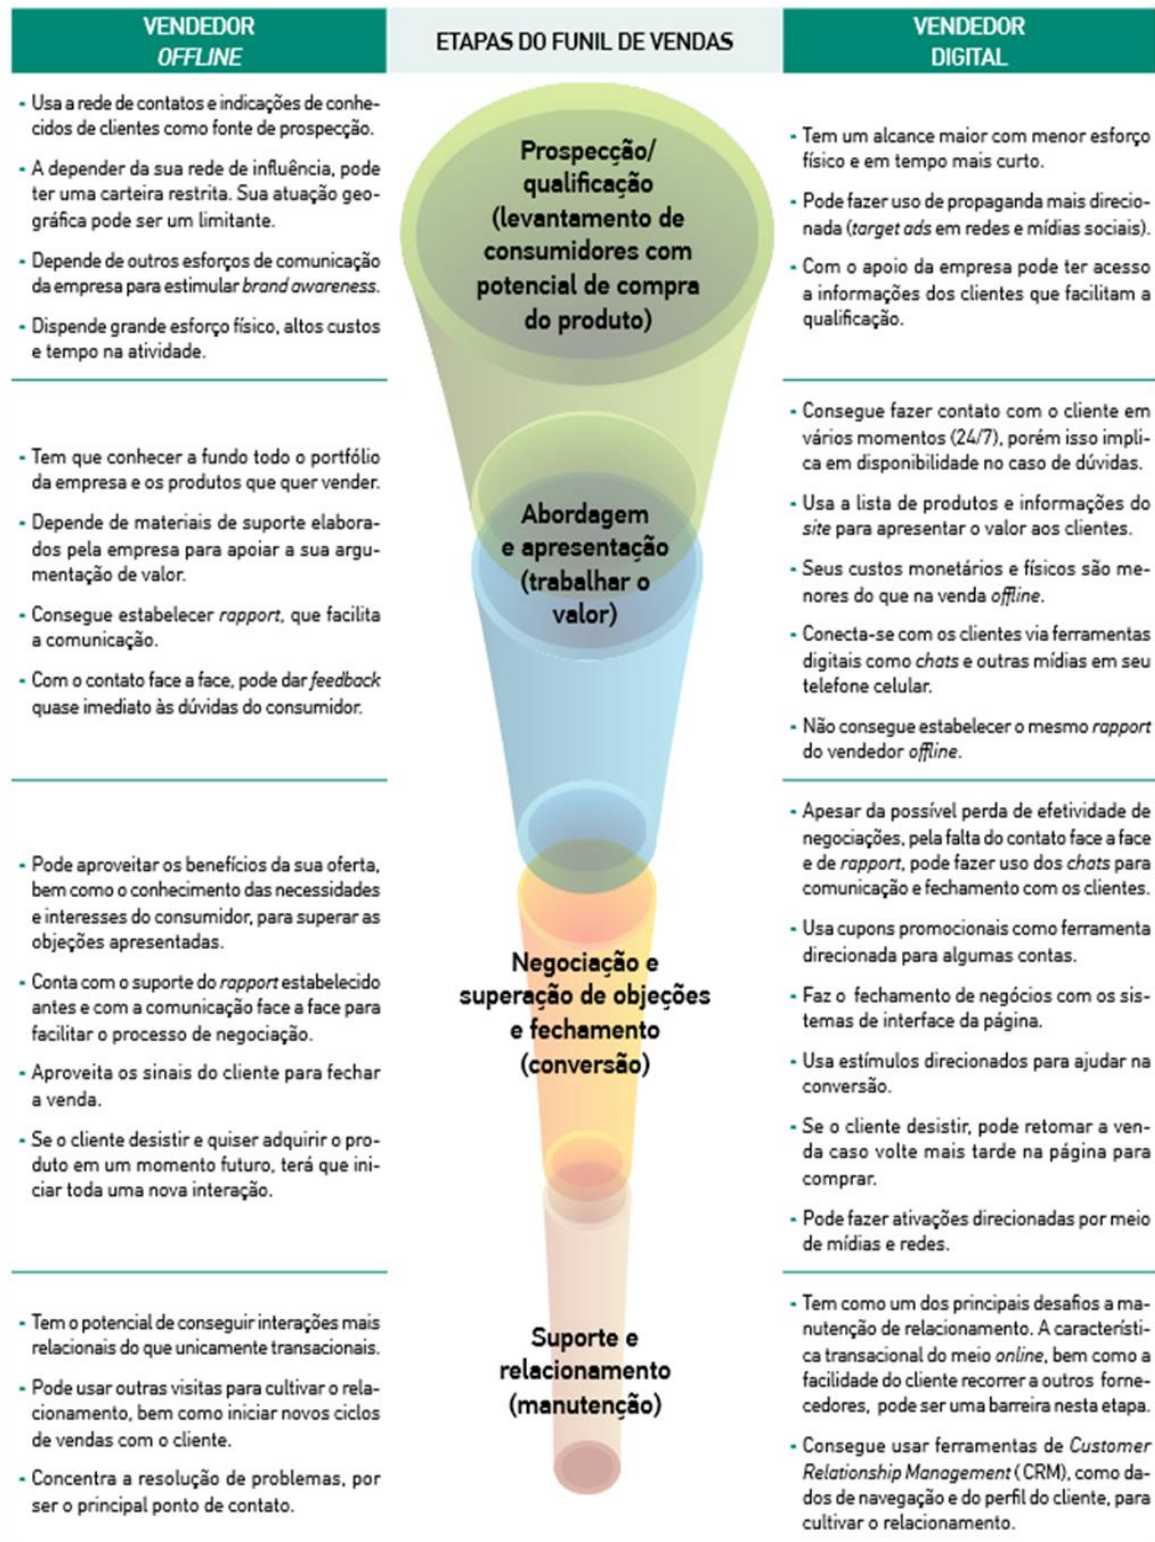 VENDEDOR
OFFLINE
ETAPAS DO FUNIL DE VENDAS
VENDEDOR
DIGITAL
- Usa a rede de contatos e indicações de conhe-
cidos de clientes como fonte de prospecção.
- A depender da sua rede de influência, pode
ter uma carteira restrita. Sua atuação geo-
gráfica pode ser um limitante.
- Depende de outros esforços de comunicação
da empresa para estimular brand awareness.
- Dispende grande esforço físico, altos custos
e tempo na atividade.
Prospecção/
qualificação
(levantamento de
consumidores com
potencial de compra
do produto)
- Tem um alcance maior com menor esforço
físico e em tempo mais curto.
- Pode fazer uso de propaganda mais direcio-
nada (target ads em redes e mídias sociais).
- Com o apoio da empresa pode ter acesso
a informações dos clientes que facilitam a
qualificação.
- Tem que conhecer a fundo todo o portfólio
da empresa e os produtos que quer vender.
- Depende de materiais de suporte elabora-
dos pela empresa para apoiar a sua argu-
mentação de valor.
- Consegue estabelecer rapport, que facilita
a comunicação.
- Com o contato face a face, pode dar feedback
quase imediato às dúvidas do consumidor.
Abordagem
e apresentação
(trabalhar o
valor)
- Consegue fazer contato com o cliente em
vários momentos (24/7), porém isso impli-
ca em disponibilidade no caso de dúvidas.
- Usa a lista de produtos e informações do
site para apresentar o valor aos clientes.
- Seus custos monetários e físicos são me-
nores do que na venda offline.
- Conecta-se com os clientes via ferramentas
digitais como chats e outras mídias em seu
telefone celular.
- Não consegue estabelecer o mesmo rapport
do vendedor offline.
- Pode aproveitar os benefícios da sua oferta,
bem como o conhecimento das necessidades
e interesses do consumidor, para superar as
objeções apresentadas.
- Conta com o suporte do rapport estabelecido
antes e com a comunicação face a face para
facilitar o processo de negociação.
- Aproveita os sinais do cliente para fechar
a venda.
- Se o cliente desistir e quiser adquirir o pro-
duto em um momento futuro, terá que ini-
ciar toda uma nova interação.
Negociação e
superação de objeções
e fechamento
(conversão)
- Apesar da possível perda de efetividade de
negociações, pela falta do contato face a face
e de rapport, pode fazer uso dos chats para
comunicação e fechamento com os clientes.
- Usa cupons promocionais como ferramenta
direcionada para algumas contas.
- Faz o fechamento de negócios com os sis-
temas de interface da página.
- Usa estímulos direcionados para ajudar na
conversão.
- Se o cliente desistir, pode retomar a ven-
da caso volte mais tarde na página para
comprar.
- Pode fazer ativações direcionadas por meio
de mídias e redes.
- Tem o potencial de conseguir interações mais
relacionais do que unicamente transacionais.
- Pode usar outras visitas para cultivar o rela-
cionamento, bem como iniciar novos ciclos
de vendas com o cliente.
- Concentra a resolução de problemas, por
ser o principal ponto de contato.
Suporte e
relacionamento
(manutenção)
- Tem como um dos principais desafios a ma-
nutenção de relacionamento. A característi-
ca transacional do meio online, bem como a
facilidade do cliente recorrer a outros forne-
cedores, pode ser uma barreira nesta etapa.
- Consegue usar ferramentas de Customer
Relationship Management (CRM), como da-
dos de navegação e do perfil do cliente, para
cultivar o relacionamento.